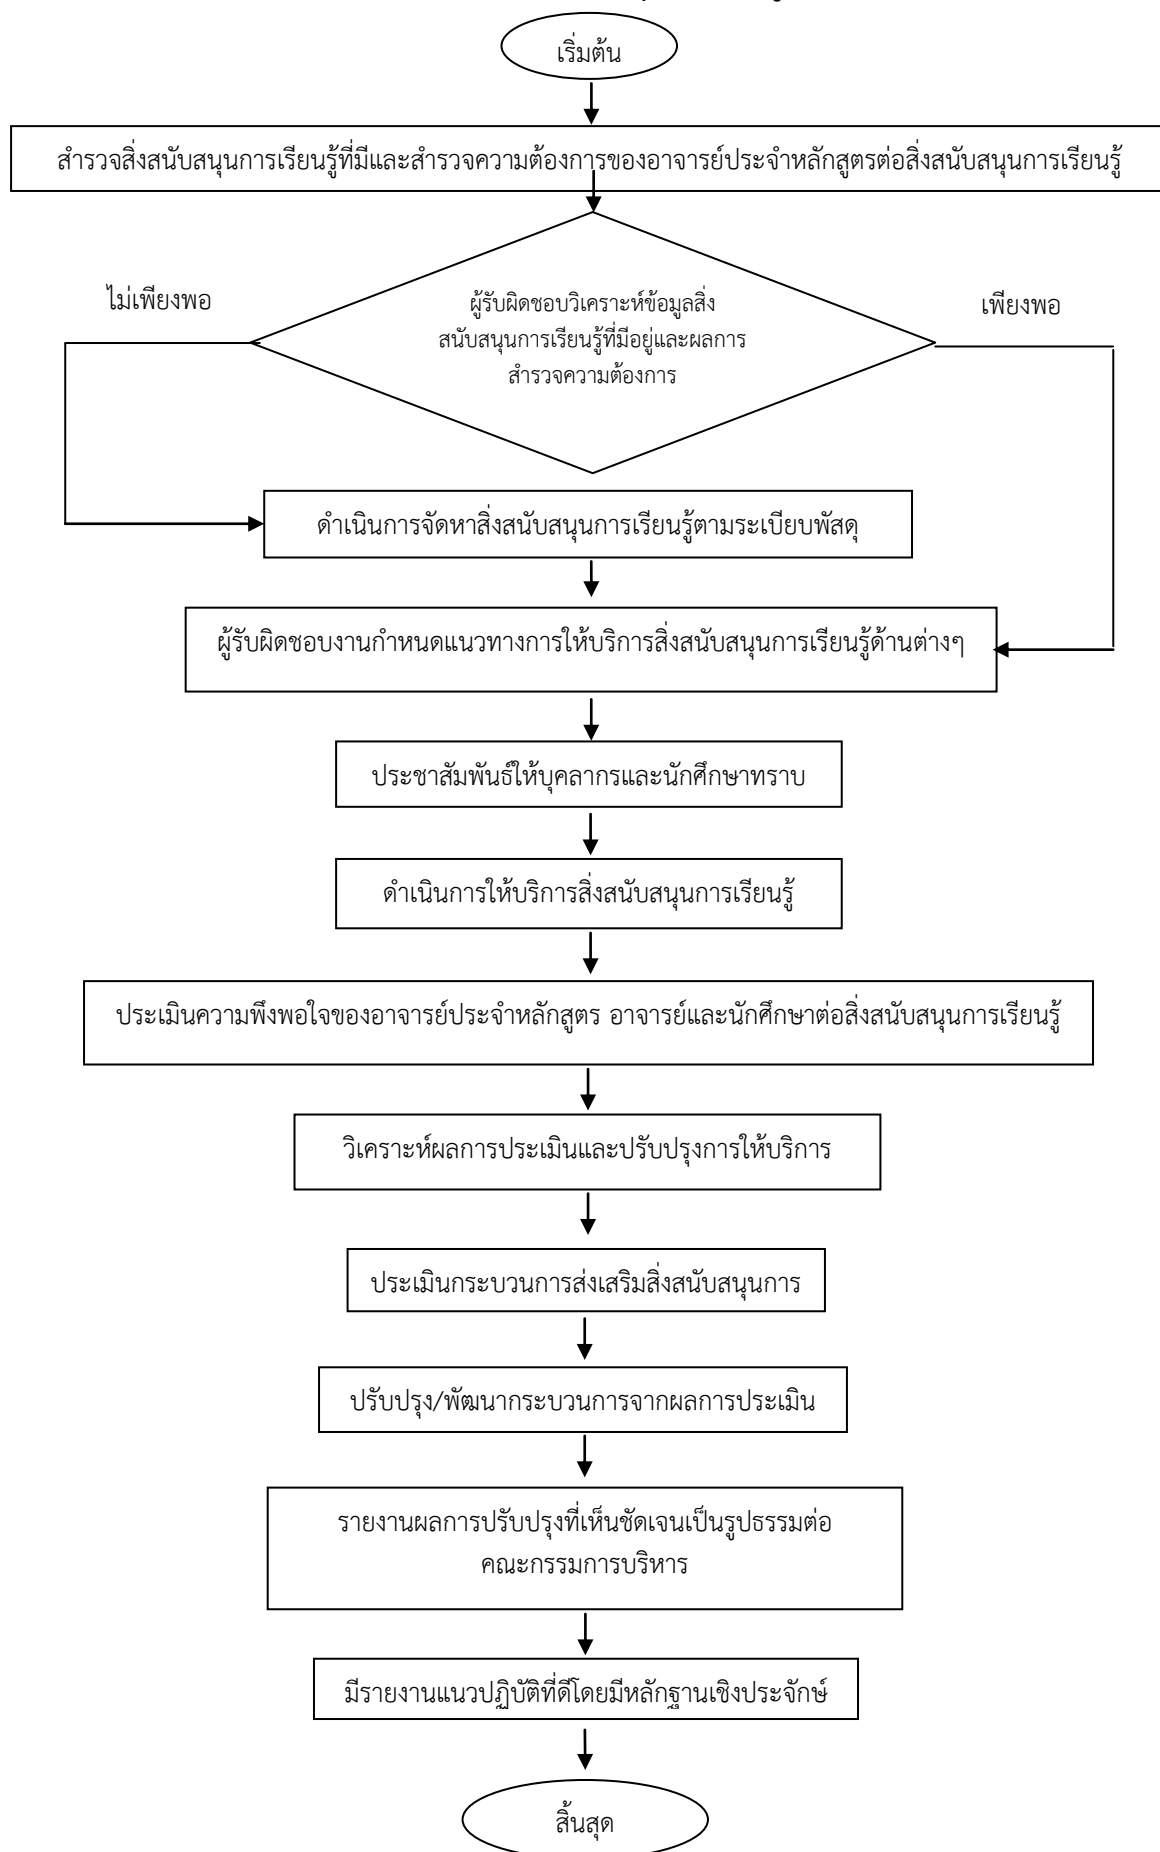 เริ่มต้น
สำรวจสิ่งสนับสนุนการเรียนรู้ที่มีและสำรวจความต้องการของอาจารย์ประจำหลักสูตรต่อสิ่งสนับสนุนการเรียนรู้
ไม่เพียงพอ
ผู้รับผิดชอบวิเคราะห์ข้อมูลสิ่ง
สนับสนุนการเรียนรู้ที่มีอยู่และผลการ
สำรวจความต้องการ
เพียงพอ
ดำเนินการจัดหาสิ่งสนับสนุนการเรียนรู้ตามระเบียบพัสดุ
ผู้รับผิดชอบงานกำหนดแนวทางการให้บริการสิ่งสนับสนุนการเรียนรู้ด้านต่างๆ
ประชาสัมพันธ์ให้บุคลากรและนักศึกษาทราบ
ดำเนินการให้บริการสิ่งสนับสนุนการเรียนรู้
ประเมินความพึงพอใจของอาจารย์ประจำหลักสูตร อาจารย์และนักศึกษาต่อสิ่งสนับสนุนการเรียนรู้
วิเคราะห์ผลการประเมินและปรับปรุงการให้บริการ
ประเมินกระบวนการส่งเสริมสิ่งสนับสนุนการ
ปรับปรุง/พัฒนากระบวนการจากผลการประเมิน
รายงานผลการปรับปรุงที่เห็นชัดเจนเป็นรูปธรรมต่อ
คณะกรรมการบริหาร
มีรายงานแนวปฏิบัติที่ดีโดยมีหลักฐานเชิงประจักษ์
สิ้นสุด